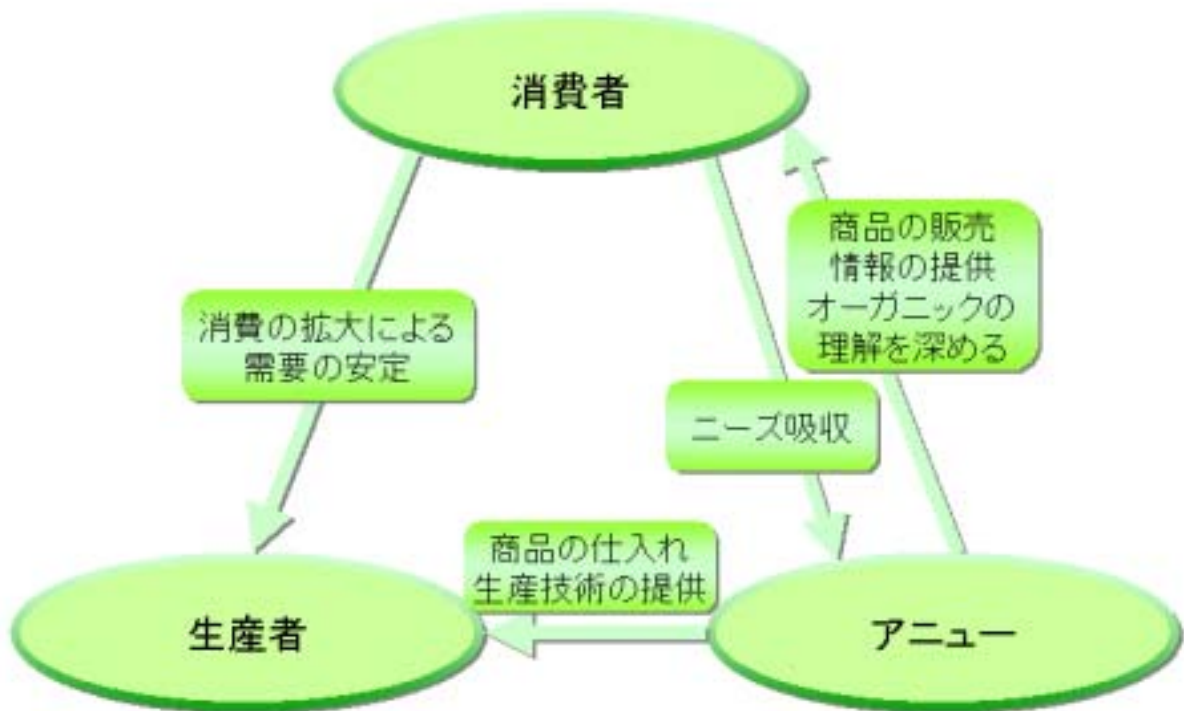 消費者
商品の販売
情報の提供
オーガニックの
理解を深める
消費の拡大による
需要の安定
ニーズ吸収
商品の仕入れ
生産技術の提供
生産者
アニュー